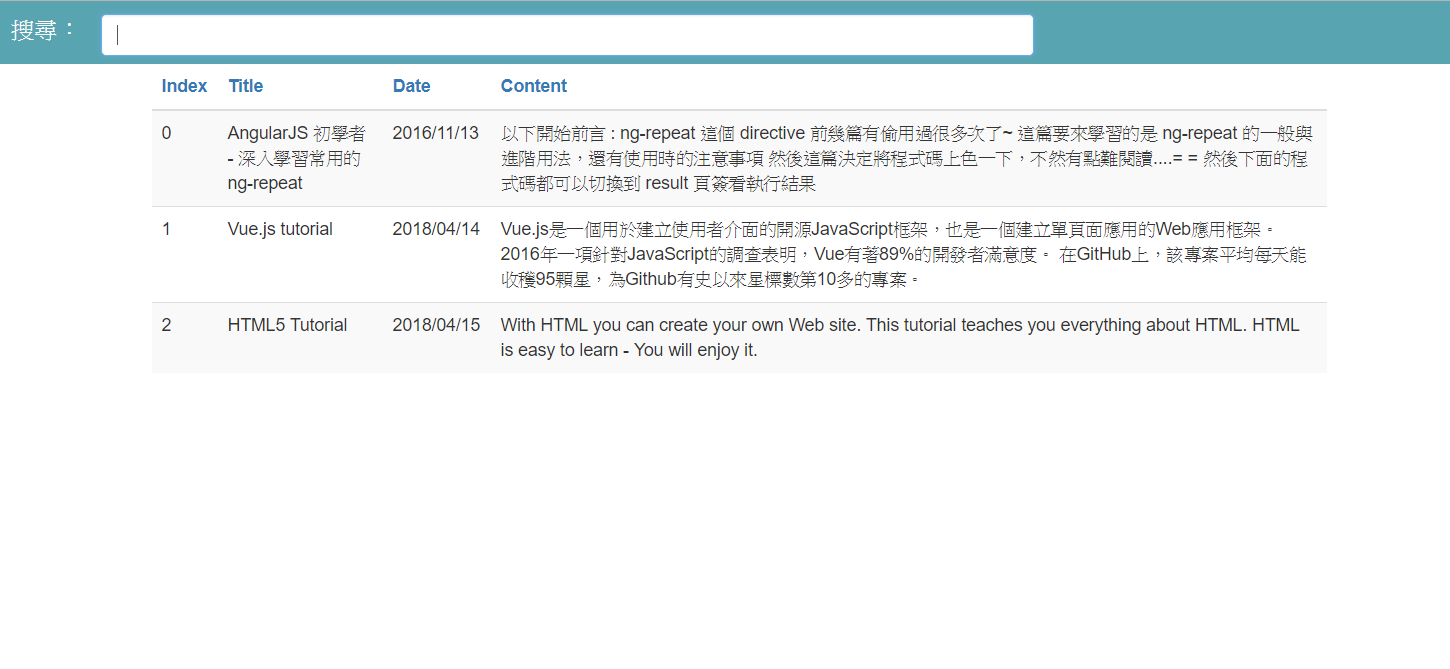 搜尋：
Index Title Date Content
0 AngularJS 初學者 2016/11/13 以下開始前言 : ng-repeat 這個 directive 前幾篇有偷用過很多次了~ 這篇要來學習的是 ng-repeat 的一般與
- 深入學習常用的 進階用法，還有使用時的注意事項 然後這篇決定將程式碼上色一下，不然有點難閱讀....= = 然後下面的程
ng-repeat 式碼都可以切換到 result 頁簽看執行結果
1 Vue.js tutorial 2018/04/14 Vue.js是一個用於建立使用者介面的開源JavaScript框架，也是一個建立單頁面應用的Web應用框架。
2016年一項針對JavaScript的調查表明，Vue有著89%的開發者滿意度。 在GitHub上，該專案平均每天能
收穫95顆星，為Github有史以來星標數第10多的專案。
2 HTML5 Tutorial 2018/04/15 With HTML you can create your own Web site. This tutorial teaches you everything about HTML. HTML
is easy to learn - You will enjoy it.